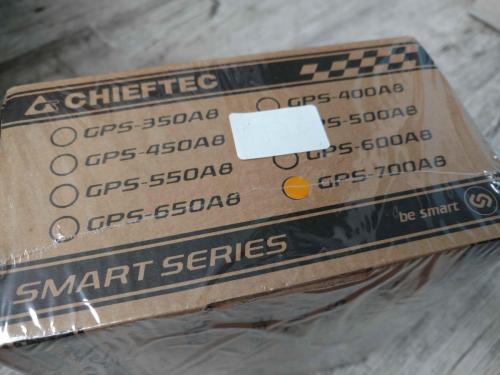 CHIEFTEC
GPS-350A8
GPS-400A8
GPS-450A8
GPS-500A8
GPS-550A8
GPS-600A8
GPS-650A8
GPS-700A8
SMART SERIES
be smart